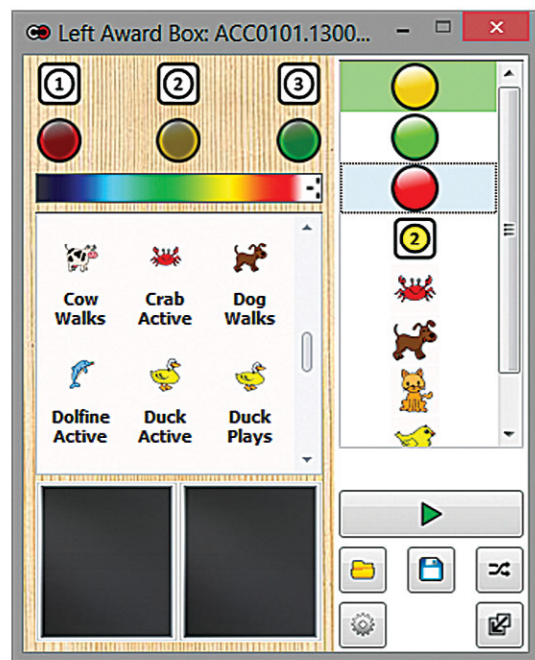 Left Award Box: ACC0101.1300...
1 2 3
Cow Crab Dog
Walks Active Walks
Dolfine Duck Duck
Active Active Plays
2